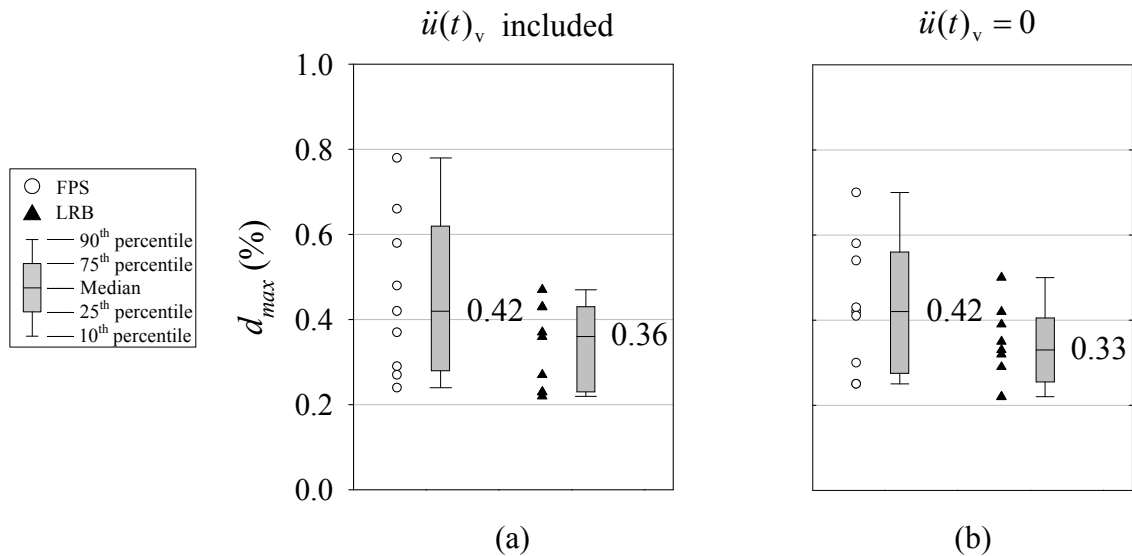 ü(t)ᵥ included
ü(t)ᵥ = 0
FPS
LRB
90th percentile
75th percentile
Median
25th percentile
10th percentile
d_max (%)
1.0
0.8
0.6
0.4
0.2
0.0
0.42
0.36
0.42
0.33
(a)
(b)